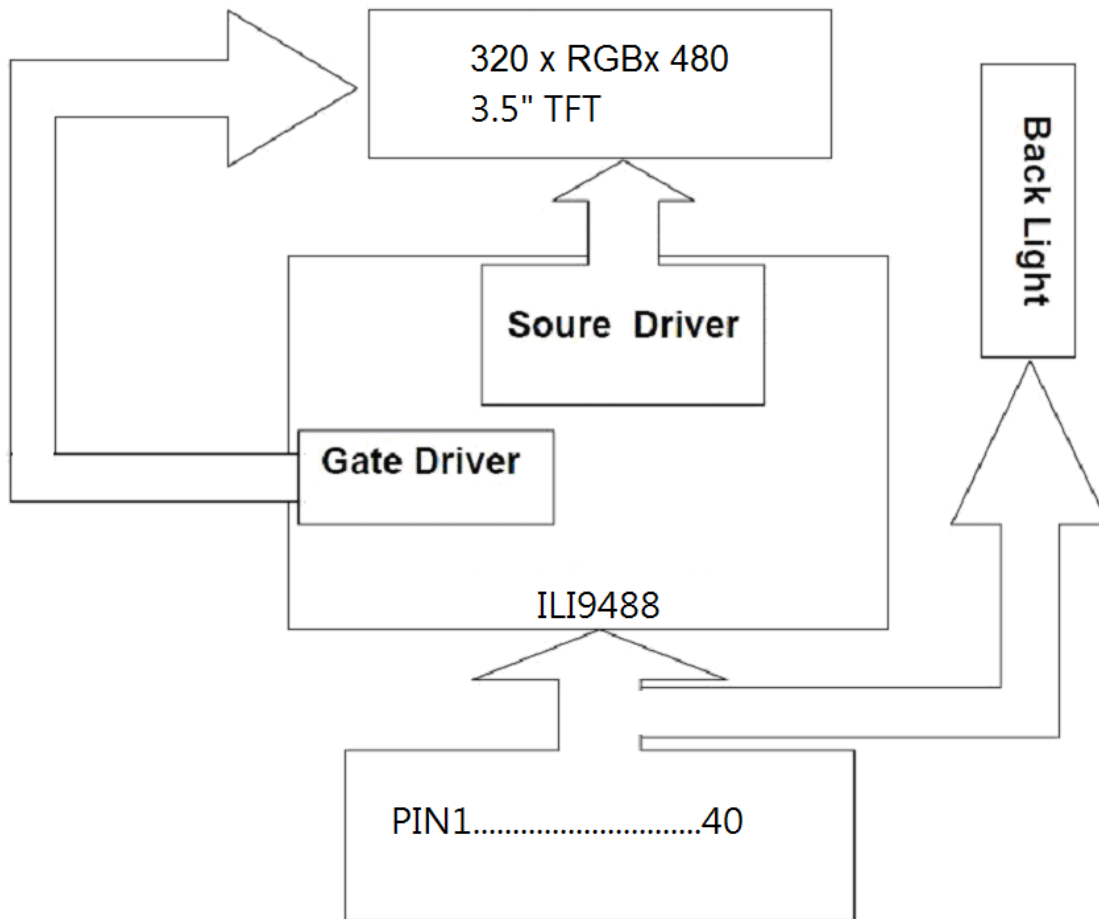 320 x RGBx 480
3.5" TFT
Back Light
Soure Driver
Gate Driver
ILI9488
PIN1.............................40